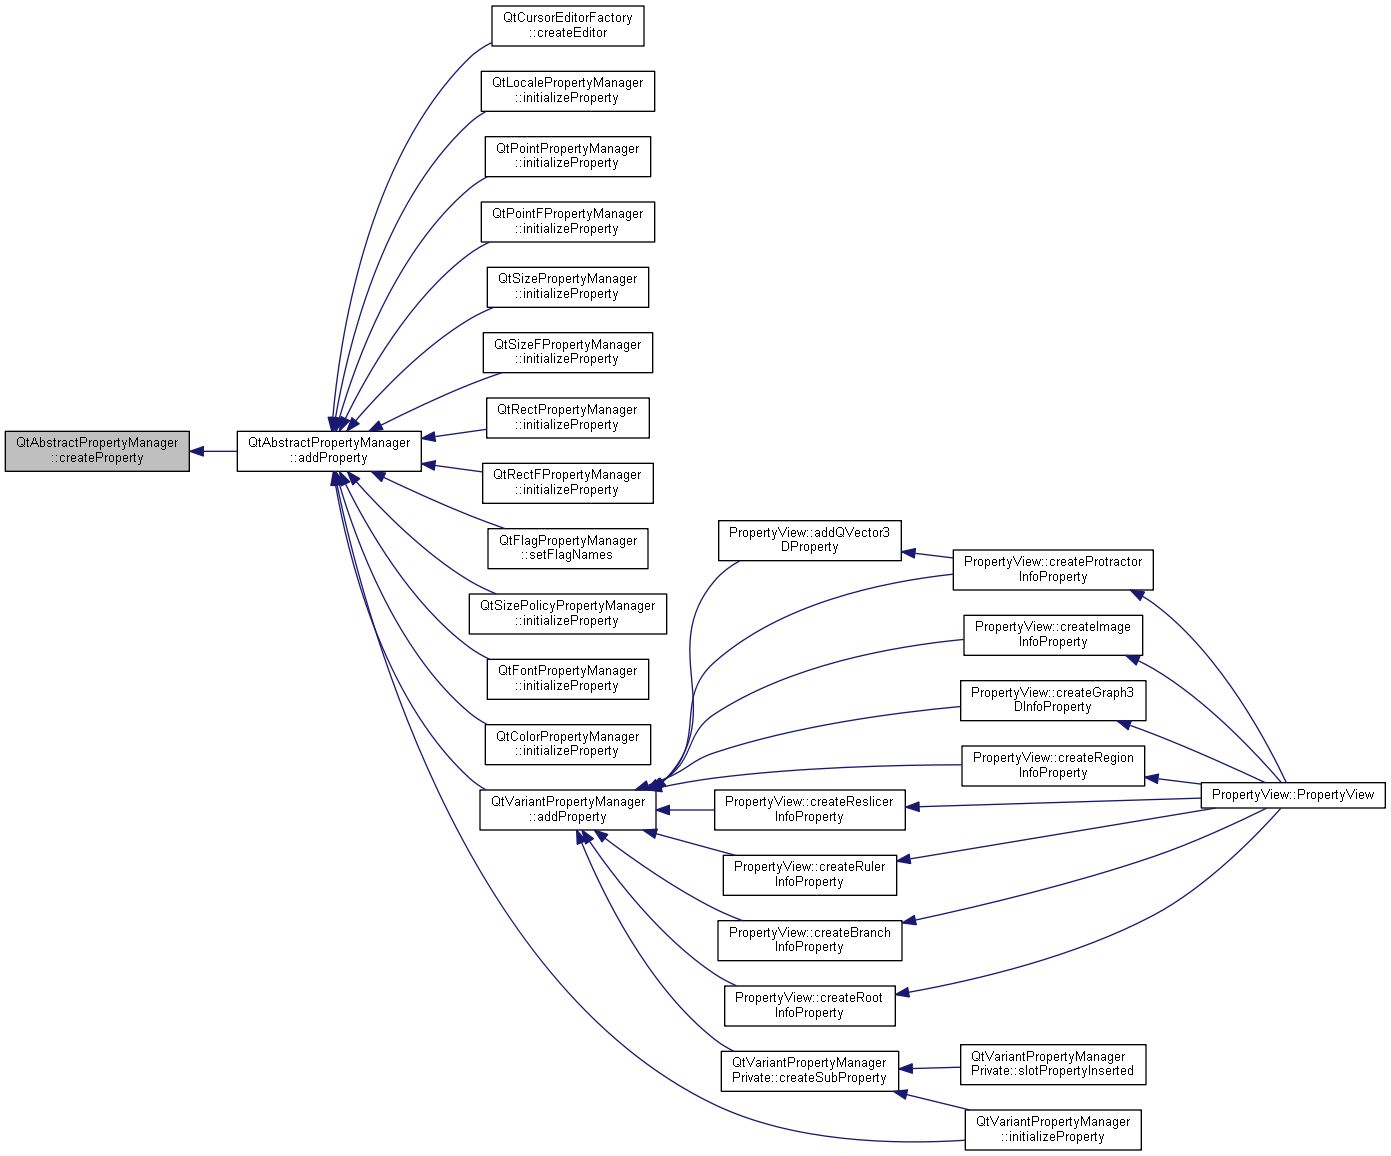 QtCursorEditorFactory
::createEditor
QtLocalePropertyManager
::initializeProperty
QtPointPropertyManager
::initializeProperty
QtPointFPropertyManager
::initializeProperty
QtSizePropertyManager
::initializeProperty
QtSizeFPropertyManager
::initializeProperty
QtRectPropertyManager
::initializeProperty
QtAbstractPropertyManager
::createProperty
QtAbstractPropertyManager
::addProperty
QtRectFPropertyManager
::initializeProperty
QtFlagPropertyManager
::setFlagNames
QtSizePolicyPropertyManager
::initializeProperty
QtFontPropertyManager
::initializeProperty
QtColorPropertyManager
::initializeProperty
QtVariantPropertyManager
::addProperty
PropertyView::addQVector3
DProperty
PropertyView::createProtractor
InfoProperty
PropertyView::createImage
InfoProperty
PropertyView::createGraph3
DInfoProperty
PropertyView::createRegion
InfoProperty
PropertyView::createReslicer
InfoProperty
PropertyView::PropertyView
PropertyView::createRuler
InfoProperty
PropertyView::createBranch
InfoProperty
PropertyView::createRoot
InfoProperty
QtVariantPropertyManager
Private::createSubProperty
QtVariantPropertyManager
Private::slotPropertyInserted
QtVariantPropertyManager
::initializeProperty